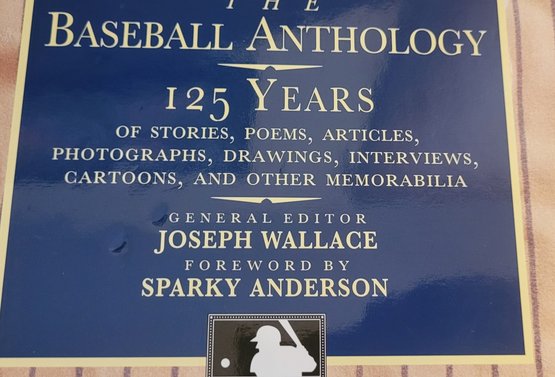 THE
BASEBALL ANTHOLOGY
125 YEARS
OF STORIES, POEMS, ARTICLES,
PHOTOGRAPHS, DRAWINGS, INTERVIEWS,
CARTOONS, AND OTHER MEMORABILIA
GENERAL EDITOR
JOSEPH WALLACE
FOREWORD BY
SPARKY ANDERSON